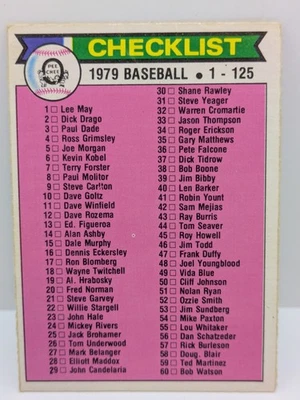 O
PEE
CHEE
CHECKLIST
1979 BASEBALL • 1 - 125
1 Lee May
2 Dick Drago
3 Paul Dade
4 Ross Grimsley
5 Joe Morgan
6 Kevin Kobel
7 Terry Forster
8 Paul Molitor
9 Steve Carlton
10 Dave Goltz
11 Dave Winfield
12 Dave Rozema
13 Ed. Figueroa
14 Alan Ashby
15 Dale Murphy
16 Dennis Eckersley
17 Ron Blomberg
18 Wayne Twitchell
19 Al. Hrabosky
20 Fred Norman
21 Steve Garvey
22 Willie Stargell
23 John Hale
24 Mickey Rivers
25 Jack Brohamer
26 Tom Underwood
27 Mark Belanger
28 Elliott Maddox
29 John Candelaria
30 Shane Rawley
31 Steve Yeager
32 Warren Cromartie
33 Jason Thompson
34 Roger Erickson
35 Gary Matthews
36 Pete Falcone
37 Dick Tidrow
38 Bob Boone
39 Jim Bibby
40 Len Barker
41 Robin Yount
42 Sam Mejias
43 Ray Burris
44 Tom Seaver
45 Roy Howell
46 Jim Todd
47 Frank Duffy
48 Joel Youngblood
49 Vida Blue
50 Cliff Johnson
51 Nolan Ryan
52 Ozzie Smith
53 Jim Sundberg
54 Mike Paxton
55 Lou Whitaker
56 Dan Schatzeder
57 Rick Burleson
58 Doug. Blair
59 Ted Martinez
60 Bob Watson